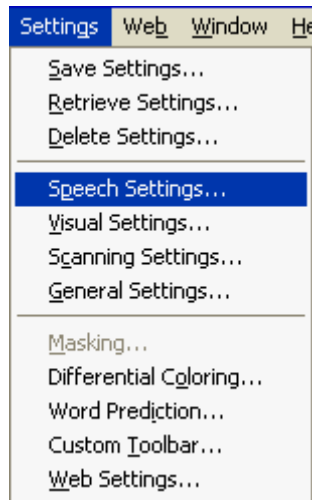 Settings Web Window He
Save Settings...
Retrieve Settings...
Delete Settings...
Speech Settings...
Visual Settings...
Scanning Settings...
General Settings...
Masking...
Differential Coloring...
Word Prediction...
Custom Toolbar...
Web Settings...